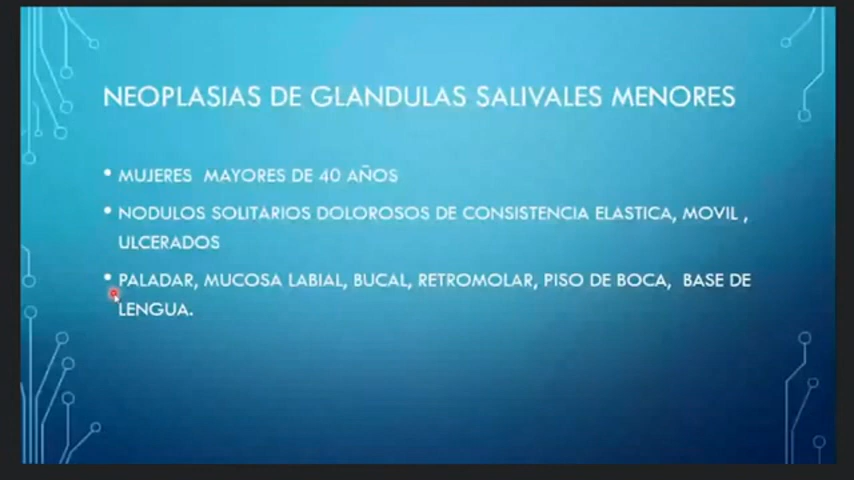 NEOPLASIAS DE GLANDULAS SALIVALES MENORES
• MUJERES MAYORES DE 40 AÑOS
• NODULOS SOLITARIOS DOLOROSOS DE CONSISTENCIA ELASTICA, MOVIL ,
ULCERADOS
• PALADAR, MUCOSA LABIAL, BUCAL, RETROMOLAR, PISO DE BOCA, BASE DE
LENGUA.